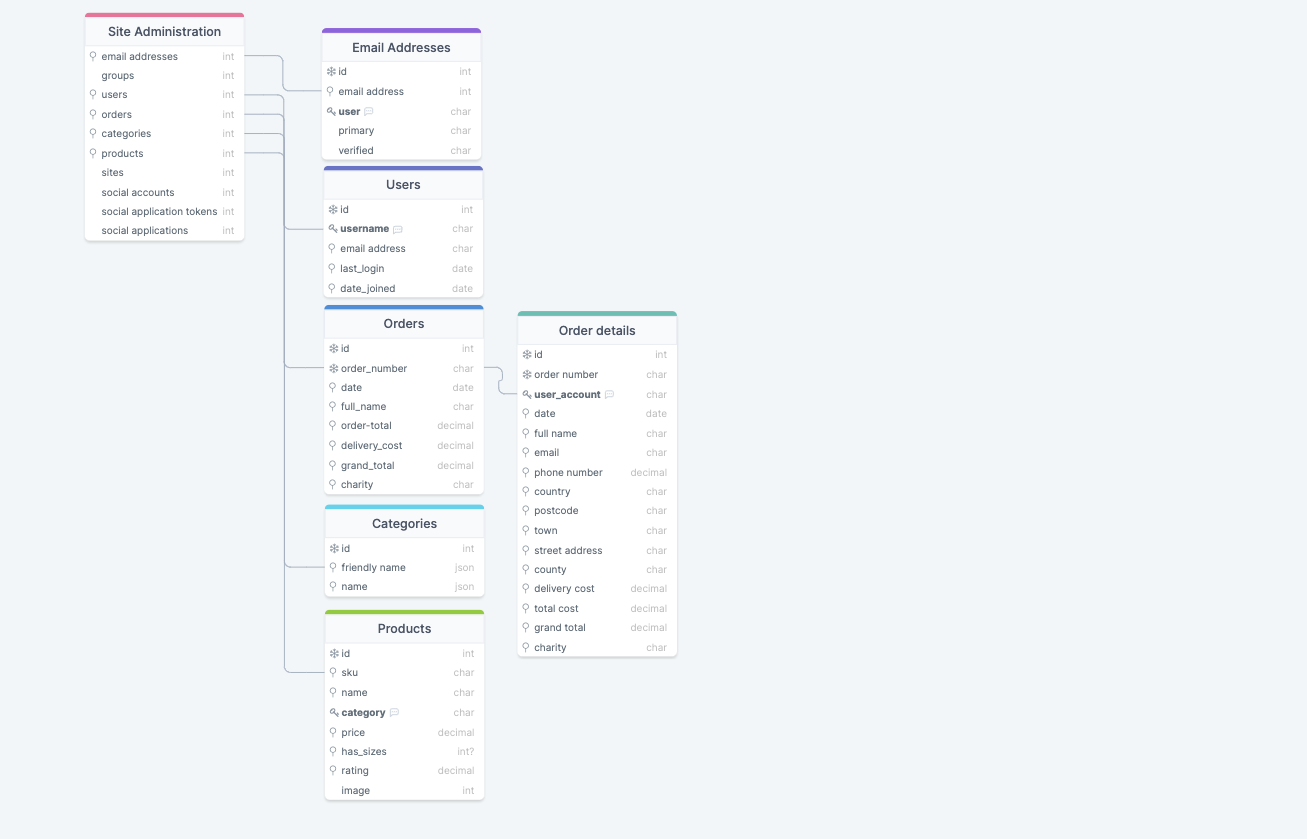 Site Administration
email addresses int
groups int
users int
orders int
categories int
products int
sites int
social accounts int
social application tokens int
social applications int
Email Addresses
id int
email address int
user char
primary char
verified char
Users
id int
username char
email address char
last_login date
date_joined date
Orders
id int
order_number char
date date
full_name char
order-total decimal
delivery_cost decimal
grand_total decimal
charity char
Order details
id int
order number char
user_account char
date date
full name char
email char
phone number decimal
country char
postcode char
town char
street address char
county char
delivery cost decimal
total cost decimal
grand total decimal
charity char
Categories
id int
friendly name json
name json
Products
id int
sku char
name char
category char
price decimal
has_sizes int?
rating decimal
image int